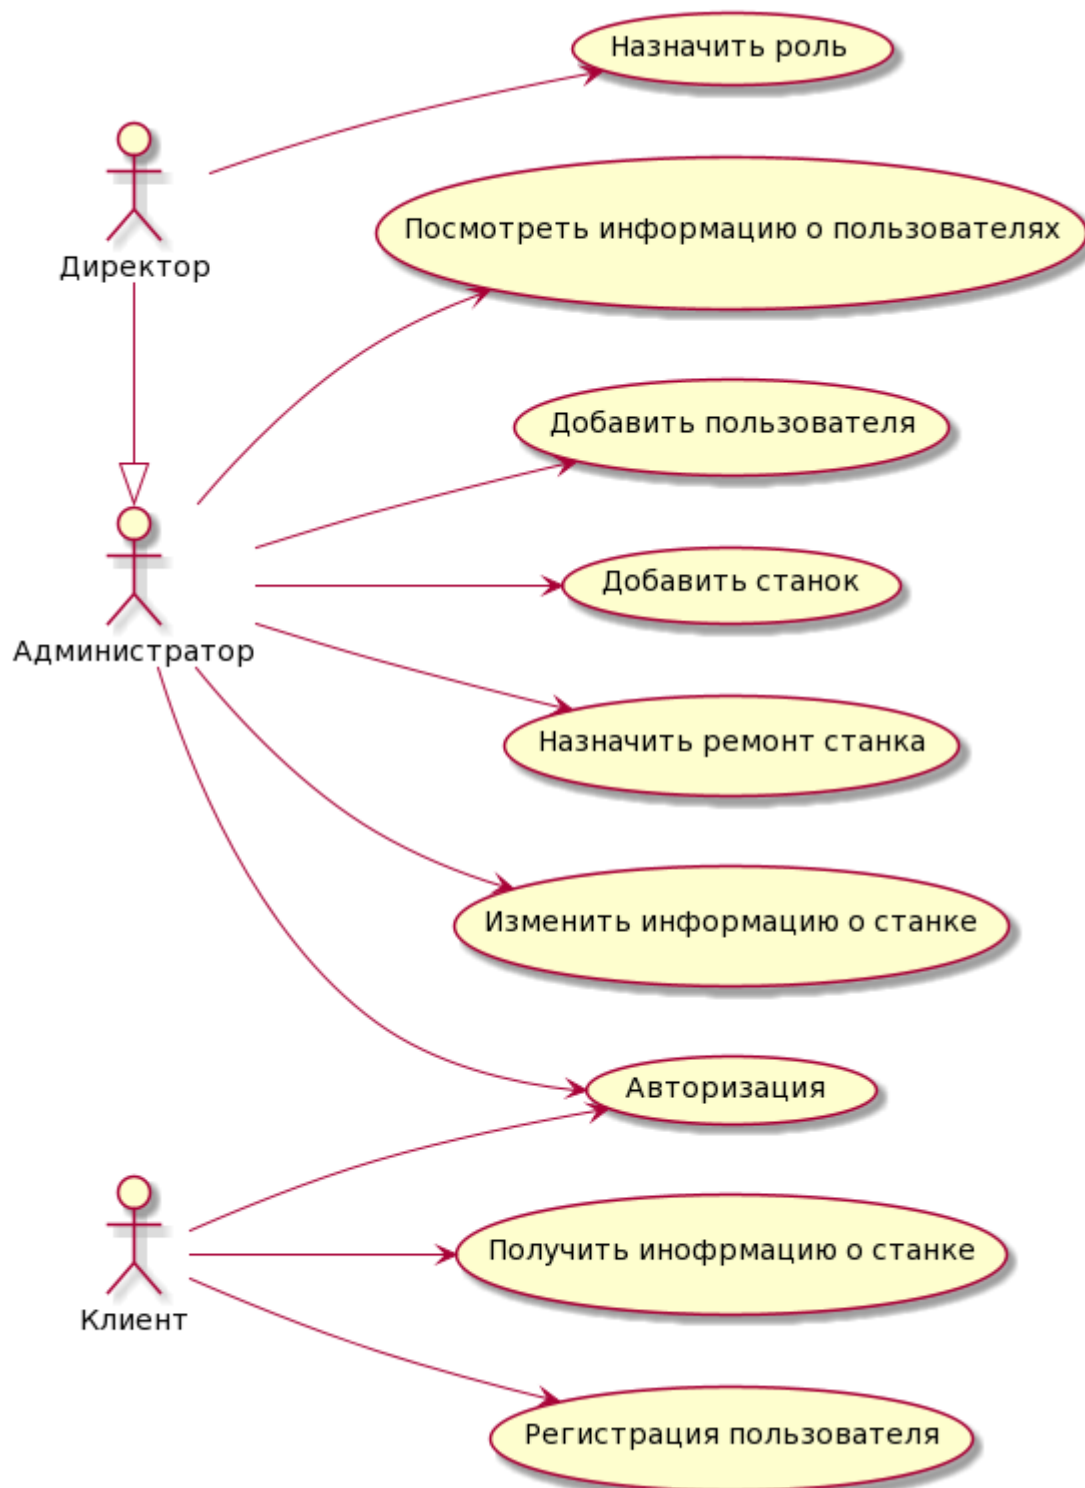 Назначить роль
Директор
Посмотреть информацию о пользователях
Добавить пользователя
Добавить станок
Администратор
Назначить ремонт станка
Изменить информацию о станке
Авторизация
Получить инофрмацию о станке
Клиент
Регистрация пользователя